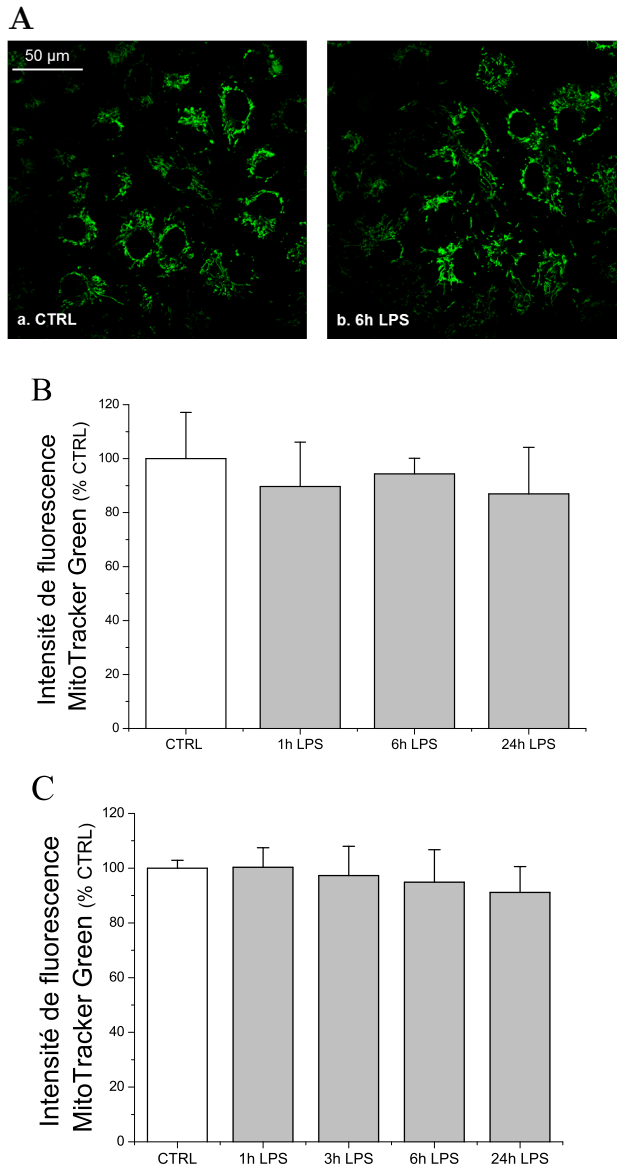 A
50 µm
a. CTRL
b. 6h LPS
B
Intensité de fluorescence
MitoTracker Green (% CTRL)
120
100
80
60
40
20
0
CTRL
1h LPS
6h LPS
24h LPS
C
Intensité de fluorescence
MitoTracker Green (% CTRL)
120
100
80
60
40
20
0
CTRL
1h LPS
3h LPS
6h LPS
24h LPS